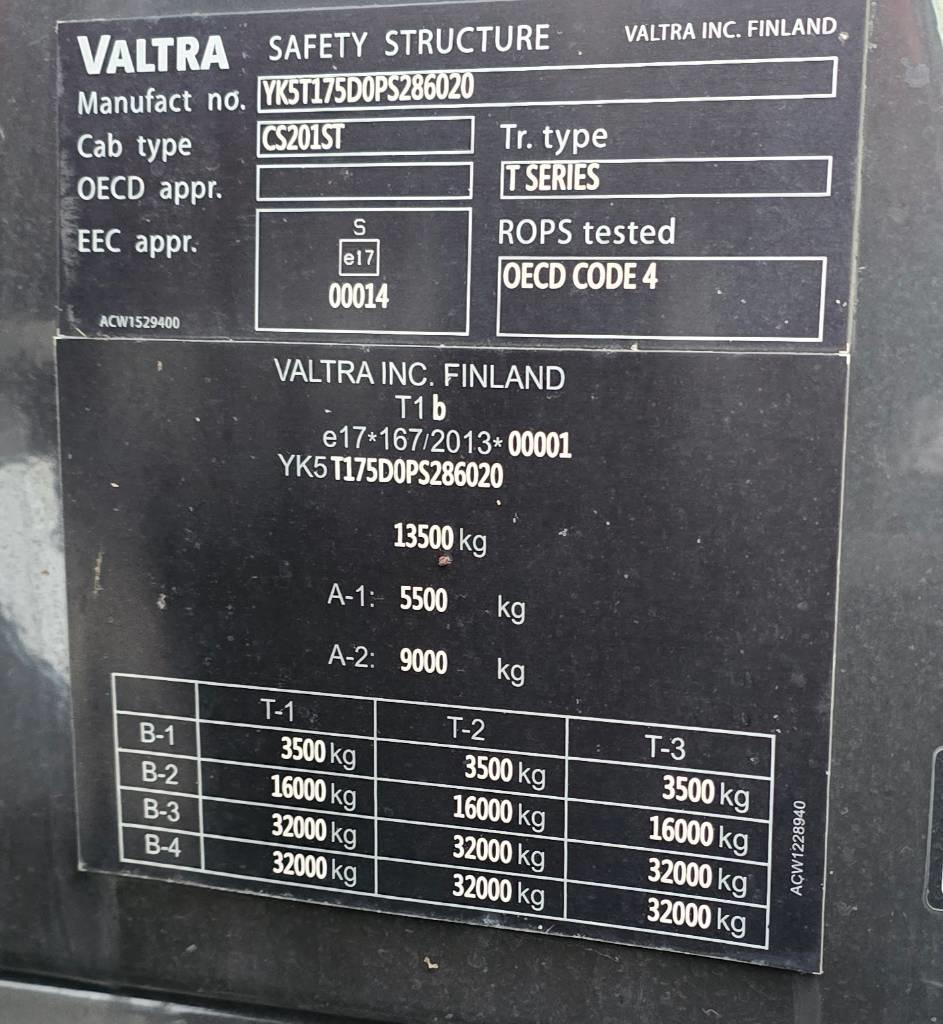 VALTRA SAFETY STRUCTURE VALTRA INC. FINLAND
Manufact no. YK5T175D0PS286020
Cab type CS201ST Tr. type
OECD appr. T SERIES
EEC appr. S ROPS tested
e17 OECD CODE 4
00014
ACW1529400
VALTRA INC. FINLAND
T1 b
e17*167/2013* 00001
YK5 T175D0PS286020
13500 kg
A-1: 5500 kg
A-2: 9000 kg
T-1 T-2 T-3
B-1 3500 kg 3500 kg 3500 kg
B-2 16000 kg 16000 kg 16000 kg
B-3 32000 kg 32000 kg 32000 kg
B-4 32000 kg 32000 kg 32000 kg
ACW1228940